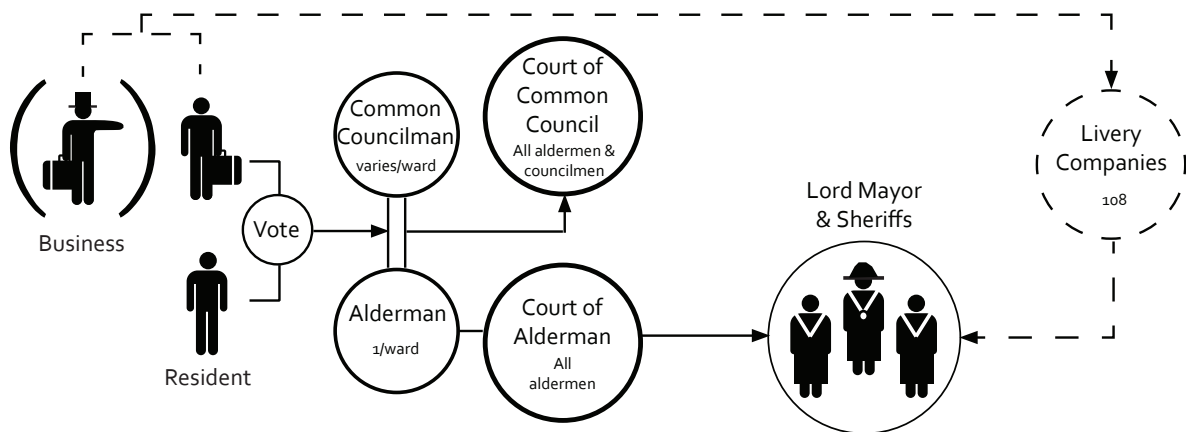 Business
Resident
Vote
Common
Councilman
varies/ward
Alderman
1/ward
Court of
Common
Council
All aldermen &
councilmen
Court of
Alderman
All
aldermen
Lord Mayor
& Sheriffs
Livery
Companies
108